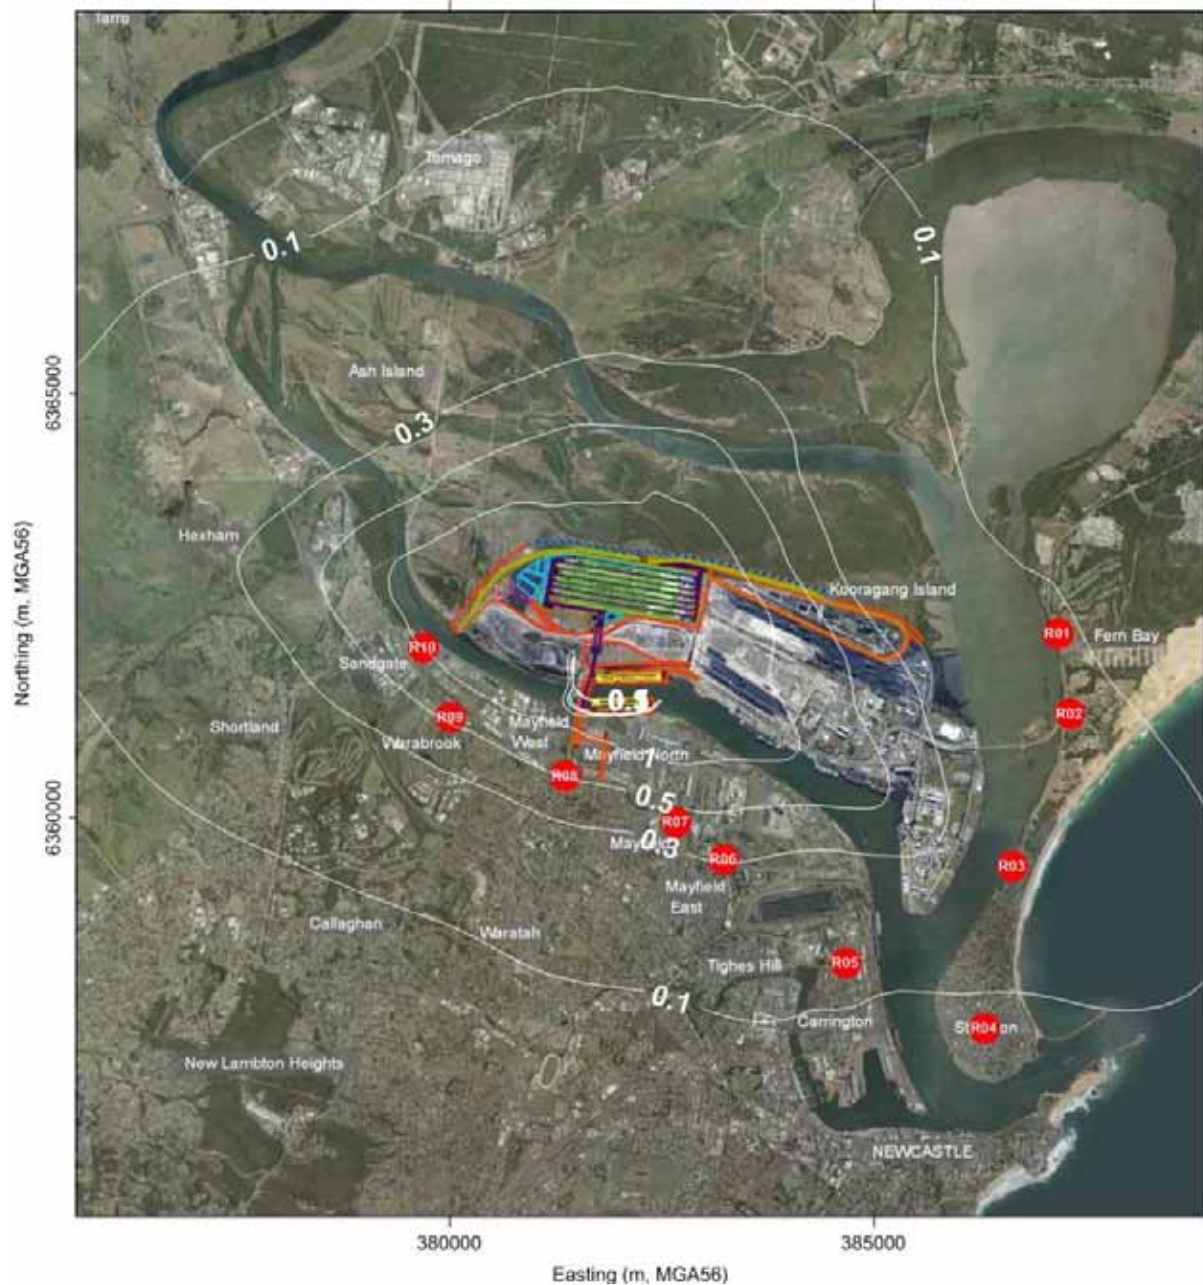 Tarro
Tomago
0.1
0.1
6365000
Ash Island
0.3
Northing (m, MGA56)
Hexham
Kooragang Island
R01
Fern Bay
R10
Sandgate
R02
R09
Shortland
Warabrook
Mayfield
West
Mayfield North
1
R08
0.5
6360000
R07
Mayfield
0.3
R06
R03
Mayfield
East
Callaghan
Waratah
R05
Tighes Hill
0.1
Carrington
R04
New Lambton Heights
NEWCASTLE
380000
385000
Easting (m, MGA56)